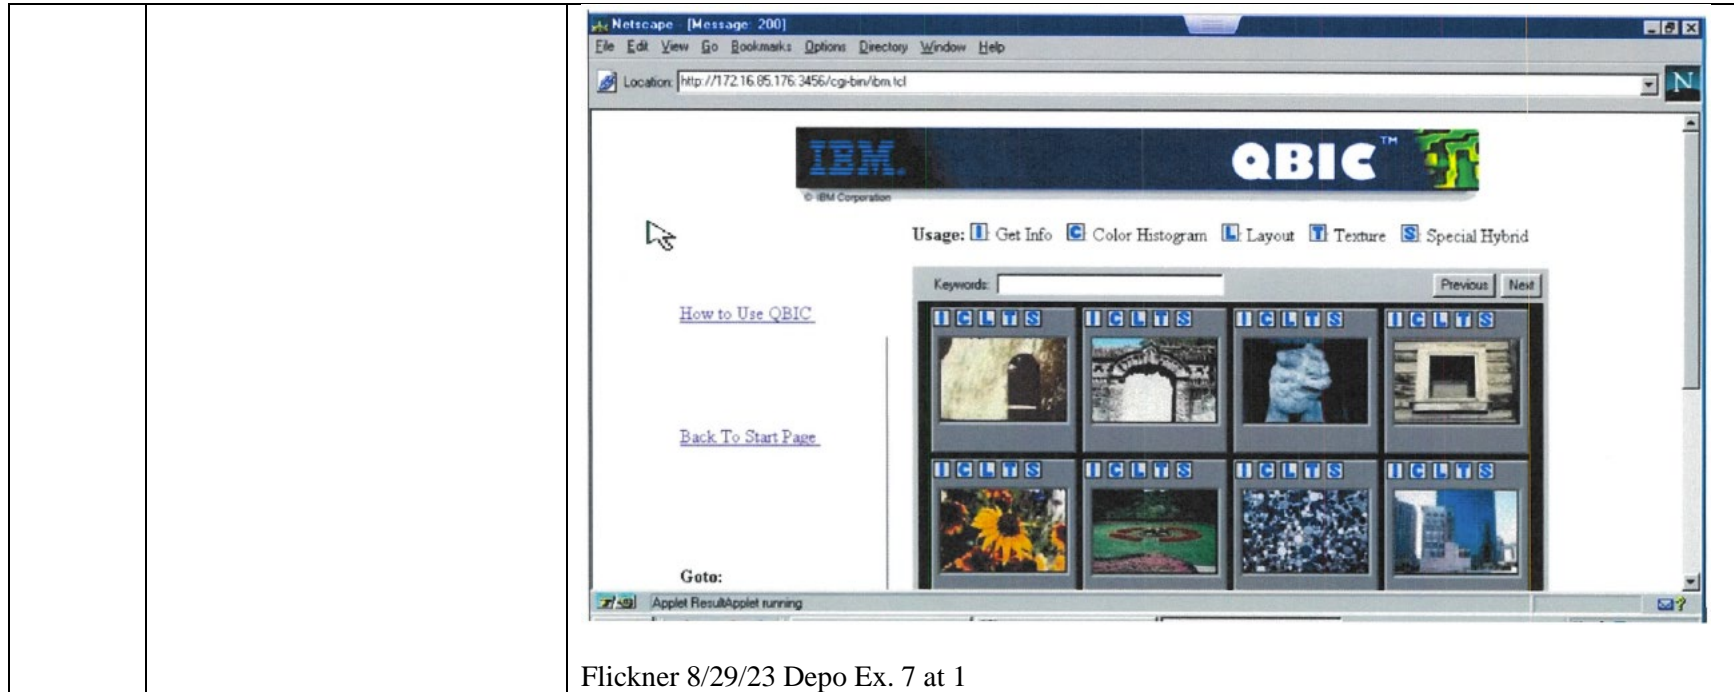 Netscape - [Message: 200]
File Edit View Go Bookmarks Options Directory Window Help
Location: http://172.16.85.176:3456/cgi-bin/ibm.tcl
N
IBM. QBIC™
© IBM Corporation
Usage: I: Get Info C: Color Histogram L: Layout T: Texture S: Special Hybrid
Keywords: Previous Next
How to Use QBIC
I C L T S I C L T S I C L T S I C L T S
Back To Start Page
I C L T S I C L T S I C L T S I C L T S
Goto:
Applet ResultApplet running
Flickner 8/29/23 Depo Ex. 7 at 1